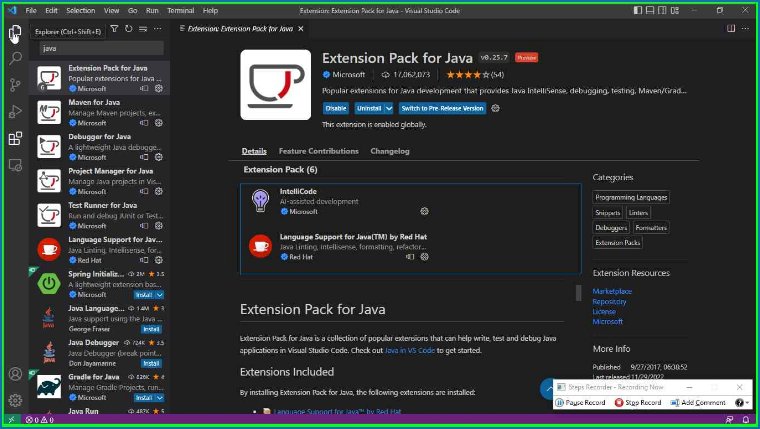 File Edit Selection View Go Run Terminal Help
Extension: Extension Pack for Java - Visual Studio Code
Explorer (Ctrl+Shift+E)
java
Extension Pack for Java
Popular extensions for Java ...
Microsoft
Maven for Java
Manage Maven projects, ex...
Microsoft
Debugger for Java
A lightweight Java debugge...
Microsoft
Project Manager for Java
Manage Java projects in Vis...
Microsoft
Test Runner for Java
Run and debug JUnit or Test...
Microsoft
Language Support for Jav...
Java Linting, Intellisense, for...
Red Hat
Spring Initializ... 2M 3.5
A lightweight extension bas...
Microsoft Install
Java Language... 1.4M 3
Java support using the Java ...
George Fraser Install
Java Debugger 724K 3.5
Java Debugger (break point...
Don Jayamanne Install
Gradle for Java 826K 4
Manage Gradle Projects, run...
Microsoft Install
Java Run 487K 5
Extension: Extension Pack for Java
Extension Pack for Java v0.25.7 Preview
Microsoft 17,062,073 (54)
Popular extensions for Java development that provides Java IntelliSense, debugging, testing, Maven/Grad...
Disable Uninstall Switch to Pre-Release Version
This extension is enabled globally.
Details Feature Contributions Changelog
Extension Pack (6)
IntelliCode
AI-assisted development
Microsoft
Language Support for Java(TM) by Red Hat
Java Linting, Intellisense, formatting, refactor...
Red Hat
Extension Pack for Java
Extension Pack for Java is a collection of popular extensions that can help write, test and debug Java
applications in Visual Studio Code. Check out Java in VS Code to get started.
Extensions Included
By installing Extension Pack for Java, the following extensions are installed:
Language Support for Java™ by Red Hat
Categories
Programming Languages
Snippets Linters
Debuggers Formatters
Extension Packs
Extension Resources
Marketplace
Repository
License
Microsoft
More Info
Published 9/27/2017, 06:38:52
Last released 11/29/2022
Steps Recorder - Recording Now
Pause Record Stop Record Add Comment
0 0